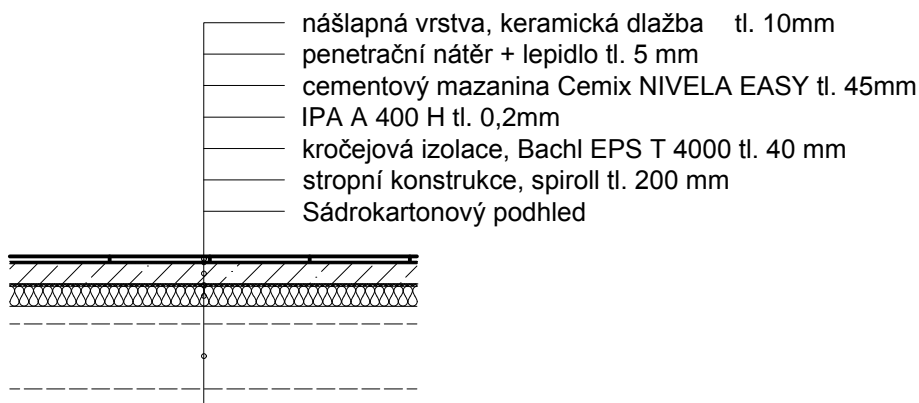 nášlapná vrstva, keramická dlažba tl. 10mm
penetrační nátěr + lepidlo tl. 5 mm
cementový mazanina Cemix NIVELA EASY tl. 45mm
IPA A 400 H tl. 0,2mm
kročejová izolace, Bachl EPS T 4000 tl. 40 mm
stropní konstrukce, spiroll tl. 200 mm
Sádrokartonový podhled